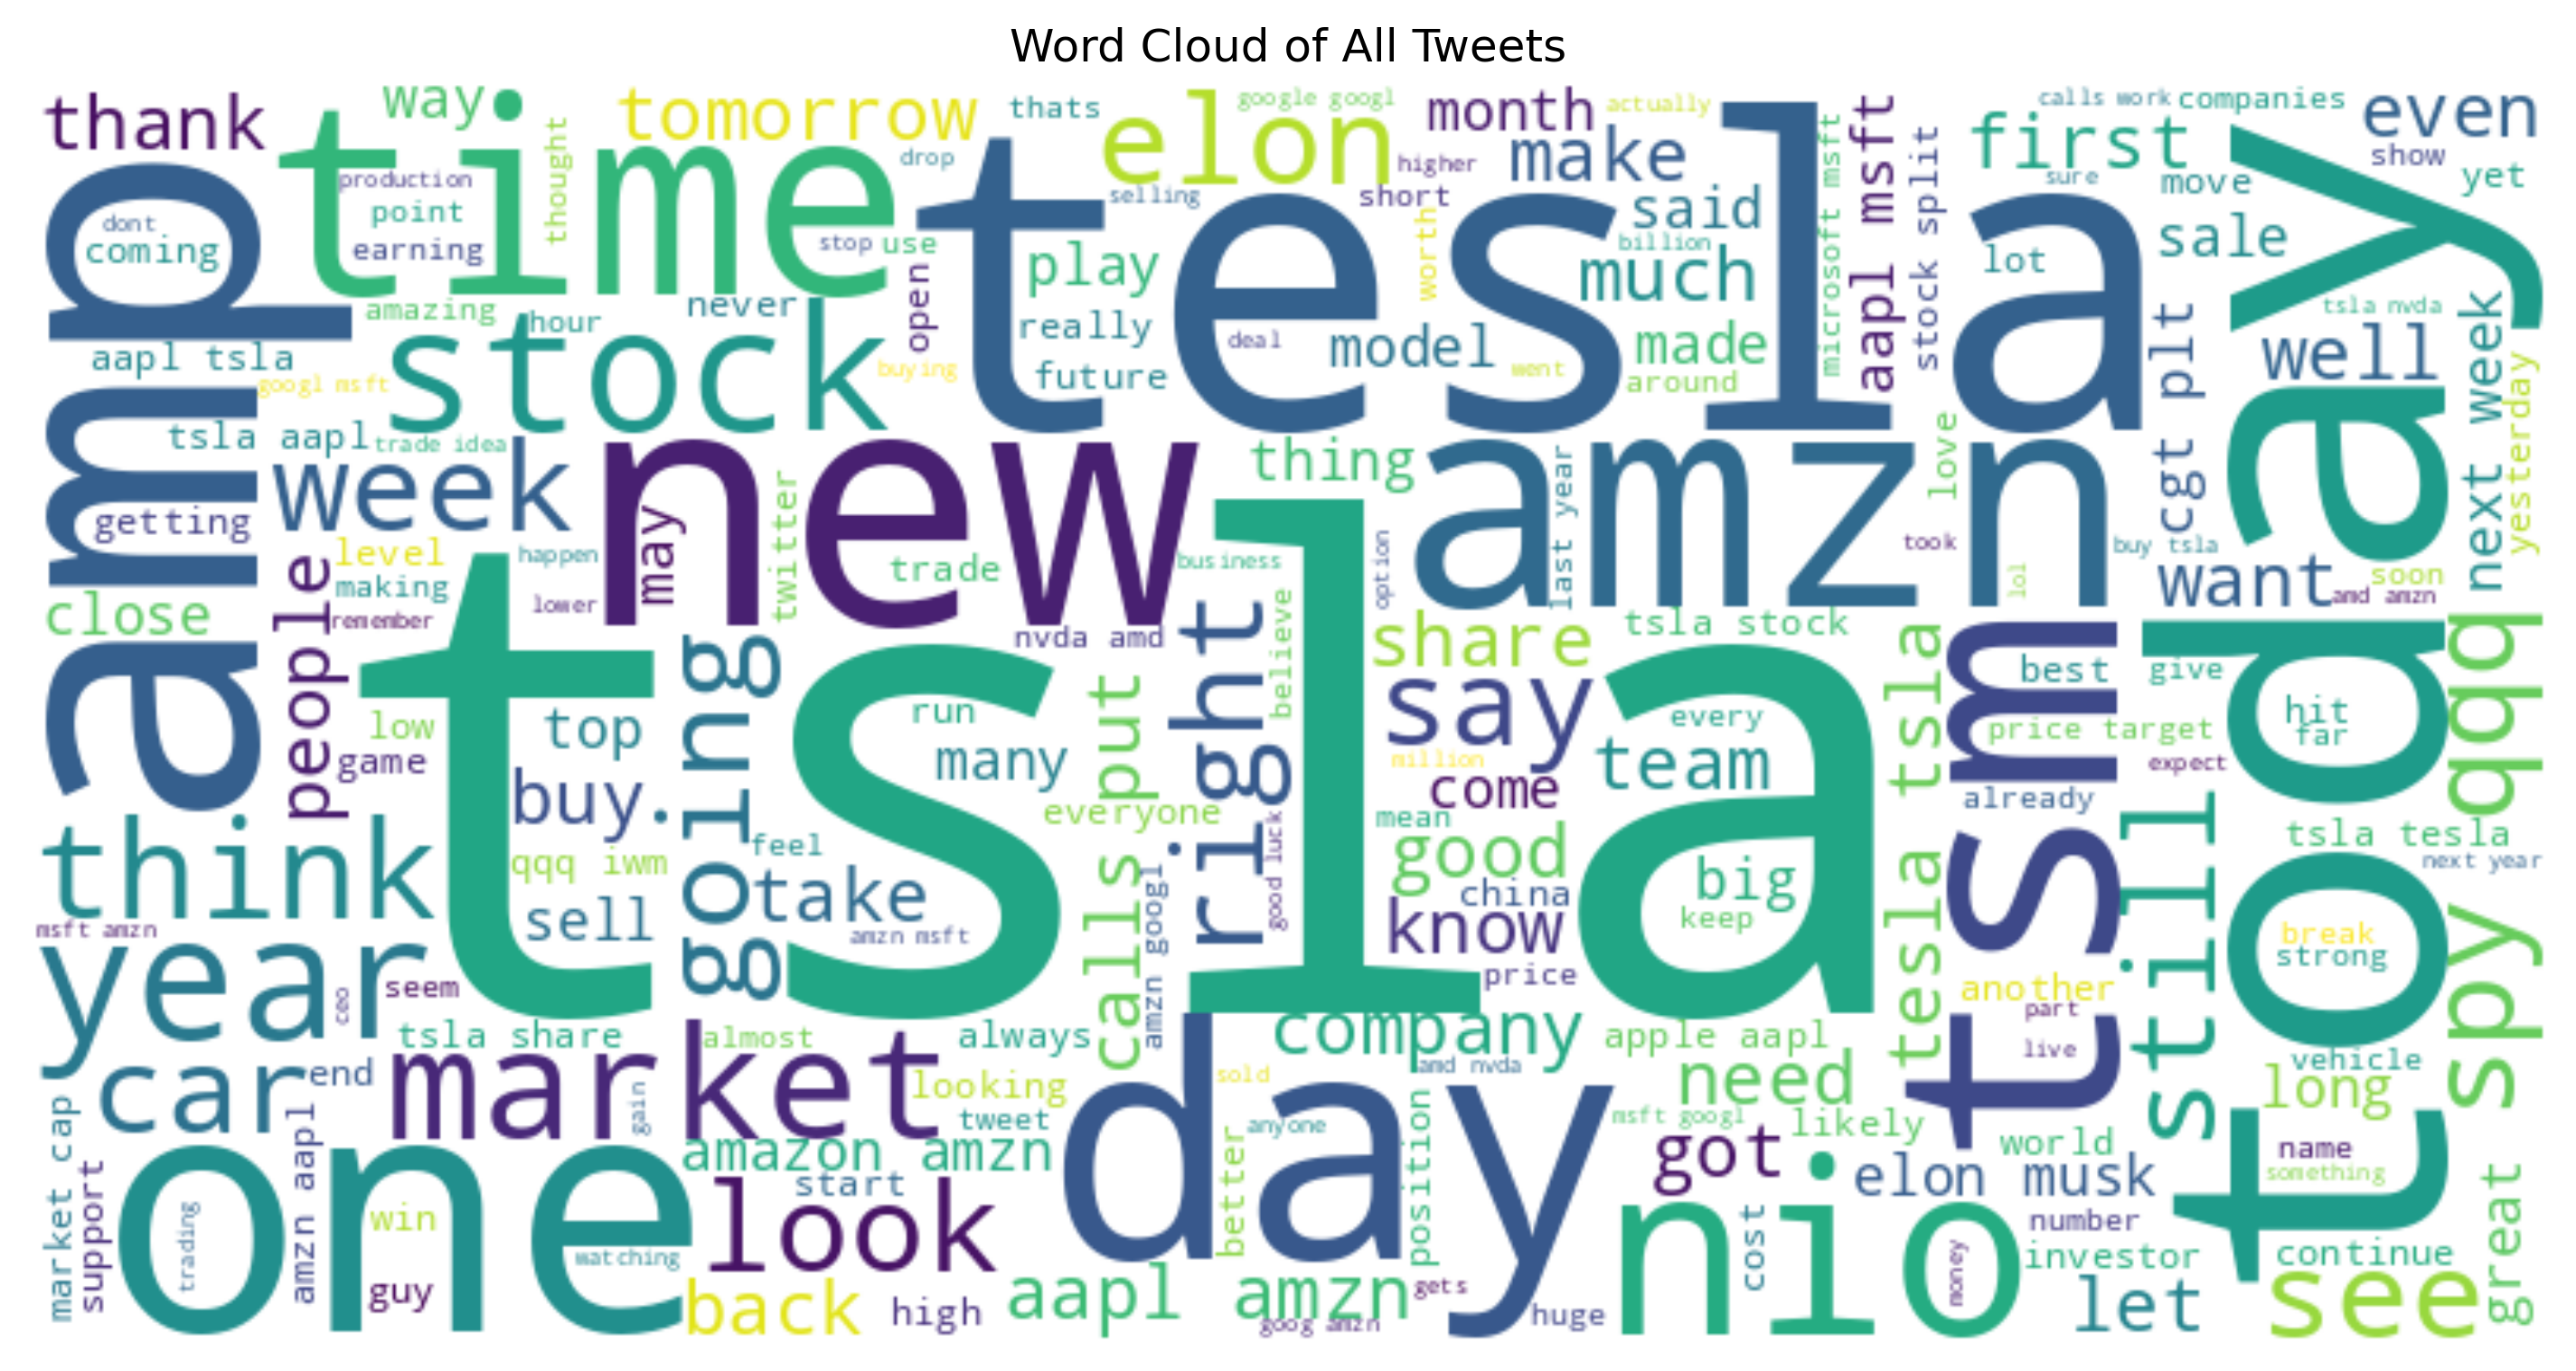 Word Cloud of All Tweets
thank
way
tomorrow
thats
elon
google googl
month
actually
aapl msft
calls work
companies
even
time
thought
drop
tesla
higher
make
microsoft msft
stock split
first
show
amp
production
selling
short
said
sure
move
yet
dont
point
coming
earning
stop
use
open
play
worth
billion
much
lot
sale
today
amazing
hour
never
really
tsla nvda
aapl tsla
stock
deal
model
made
cgt plt
well
next week
googl msft
buying
future
went
around
yesterday
tsla aapl
trade idea
week
new
thing
amzn
love
getting
may
twitter
last year
level
happen
trade
business
option
took
buy tsla
people
making
lol
want
soon
close
remember
lower
nvda amd
right
believe
share
tsla stock
tsm
amd amzn
tsla
going
say
tesla tsla
best
give
spy qqq
low
top
run
calls put
every
price target
hit
game
many
million
team
expect
far
buy
come
already
think
everyone
mean
still
tsla tesla
qqq iwm
feel
good luck
good
next year
take
china
big
sell
know
keep
msft amzn
amzn msft
amzn googl
break
year
price
strong
ceo
seem
another
part
tsla share
almost
always
company
apple aapl
live
vehicle
car
end
market
looking
sold
amd nvda
need
long
market cap
gain
tweet
day
anyone
msft googl
likely
support
amzn aapl
amazon amzn
better
position
got
world
name
one
start
look
elon musk
something
trading
win
cost
number
great
watching
nio
money
investor
continue
guy
back
high
aapl amzn
gets
huge
let
see
goog amzn